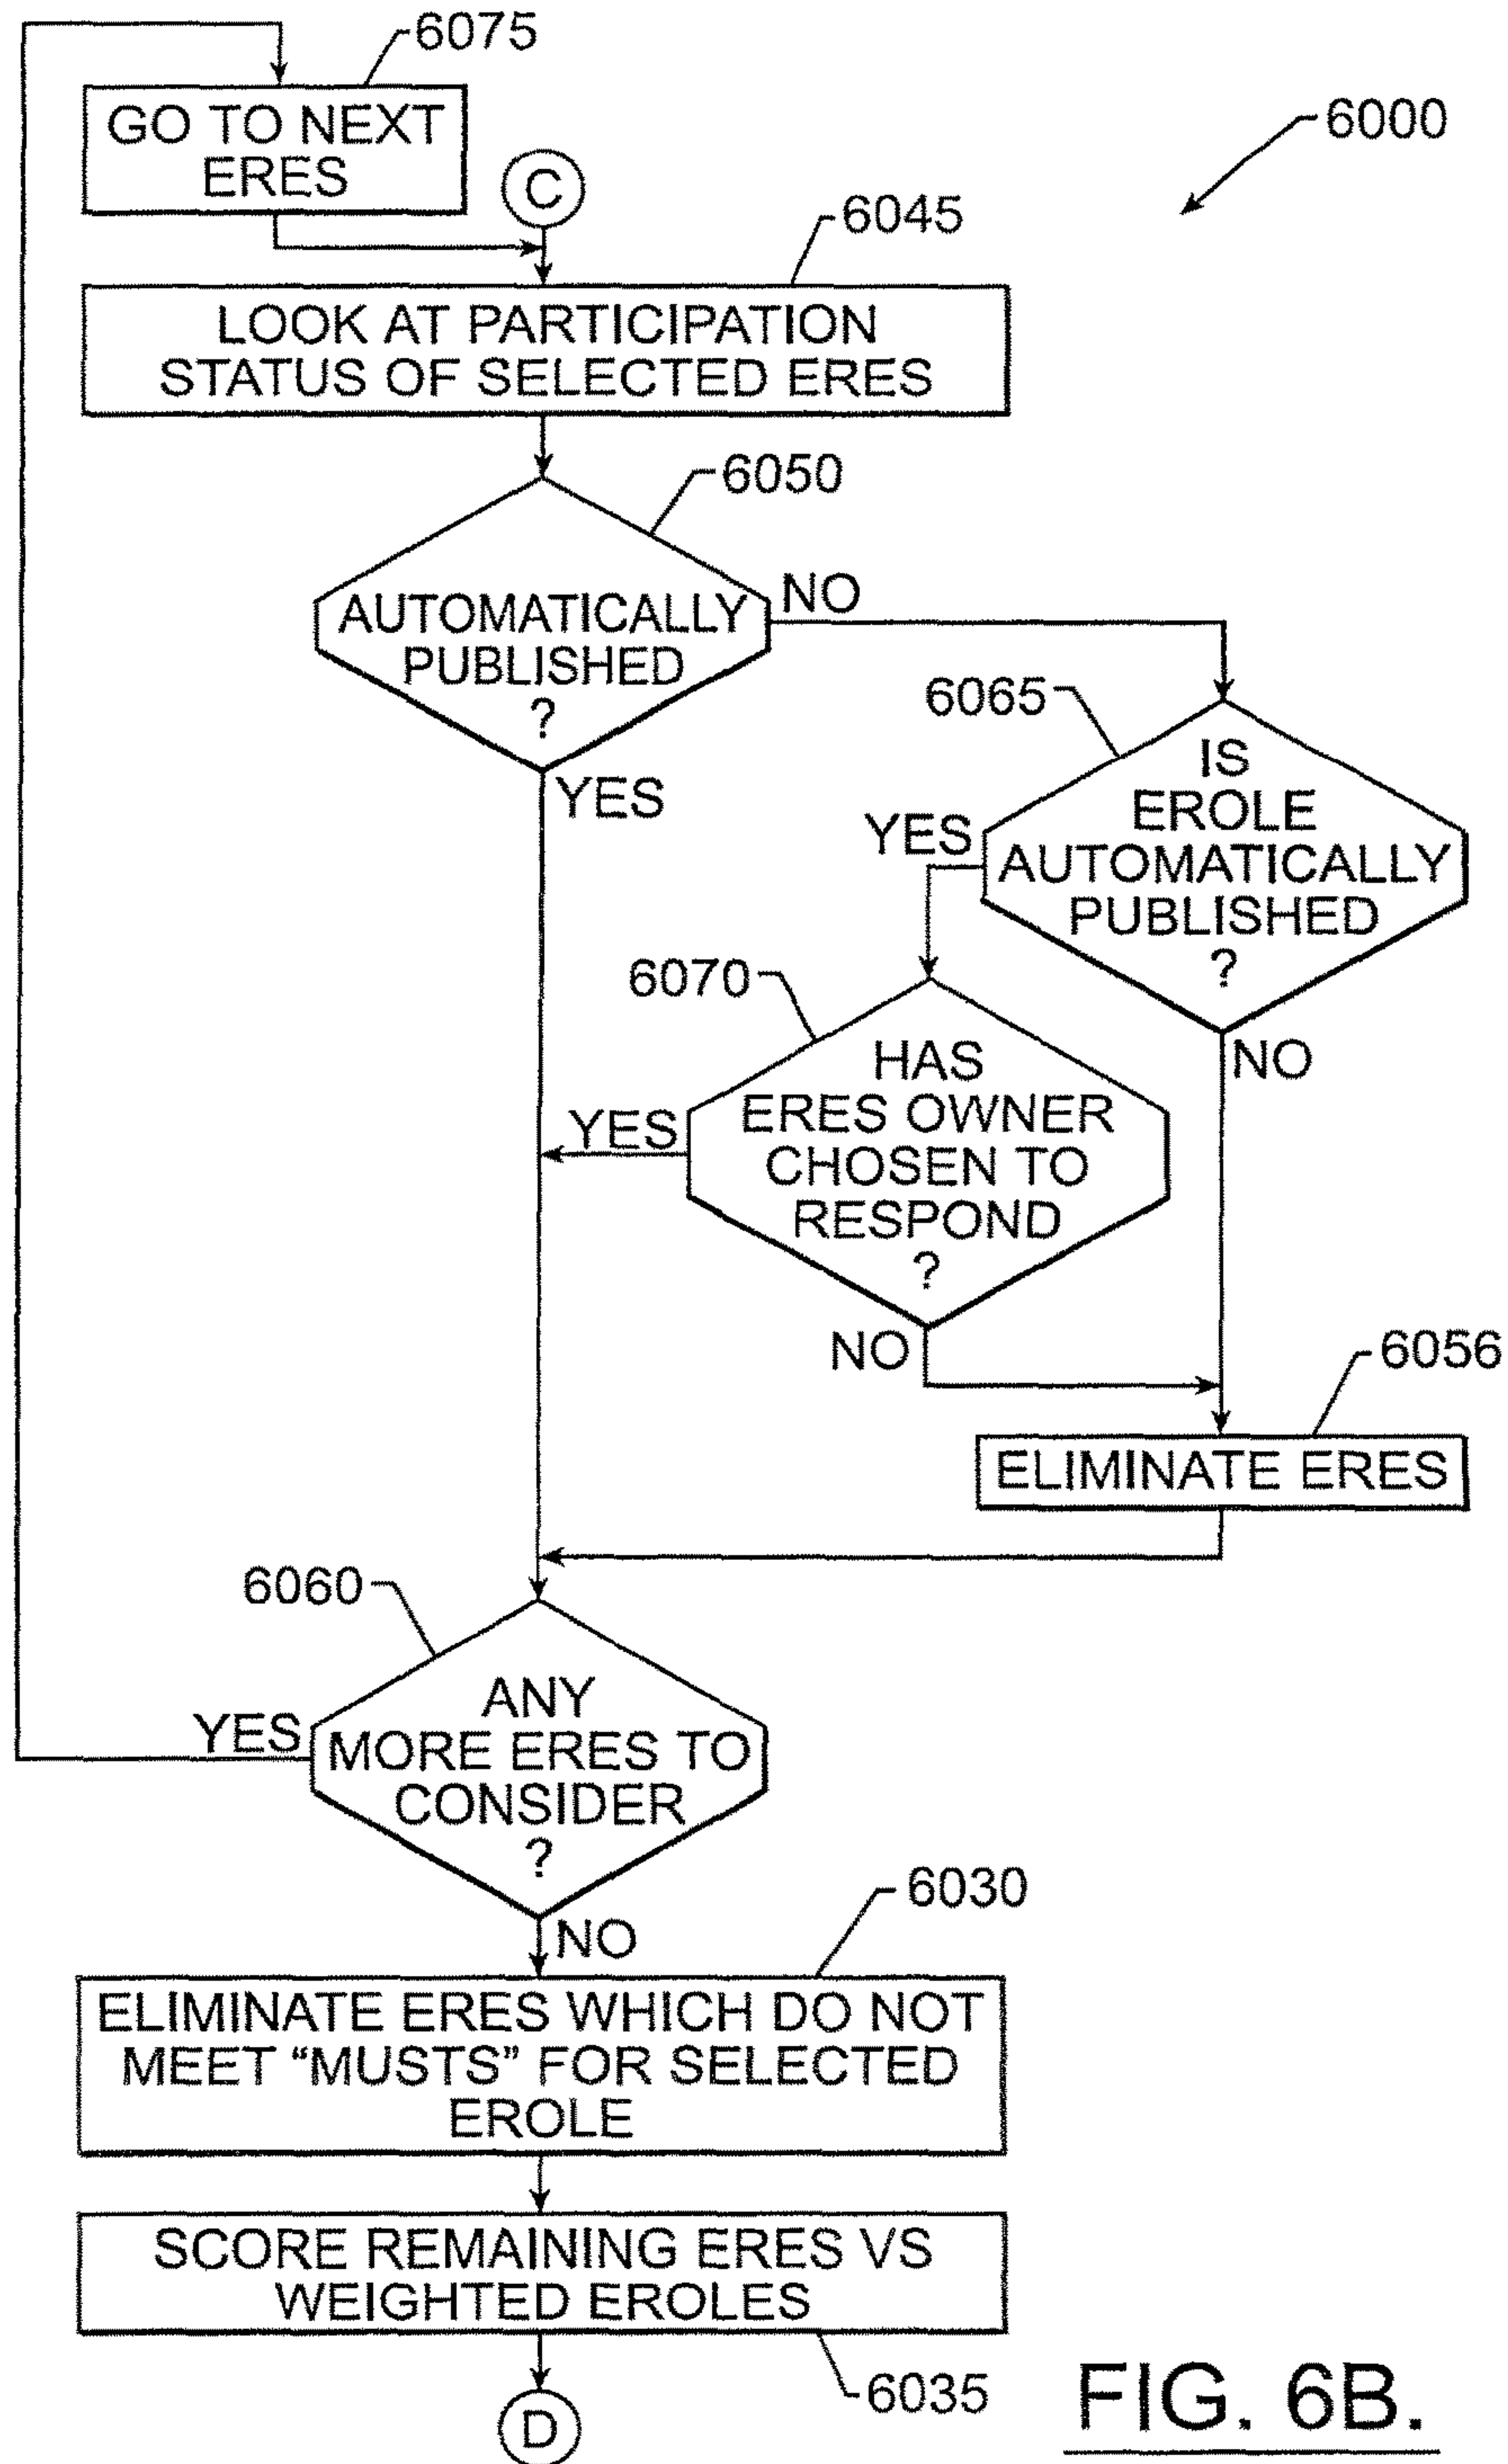 6075
GO TO NEXT
ERES
6000
C
6045
LOOK AT PARTICIPATION
STATUS OF SELECTED ERES
6050
AUTOMATICALLY
PUBLISHED
?
NO
YES
6065
IS
EROLE
AUTOMATICALLY
PUBLISHED
?
YES
NO
6070
HAS
ERES OWNER
CHOSEN TO
RESPOND
?
YES
NO
6056
ELIMINATE ERES
6060
ANY
MORE ERES TO
CONSIDER
?
YES
NO
6030
ELIMINATE ERES WHICH DO NOT
MEET “MUSTS” FOR SELECTED
EROLE
SCORE REMAINING ERES VS
WEIGHTED EROLES
6035
D
FIG. 6B.